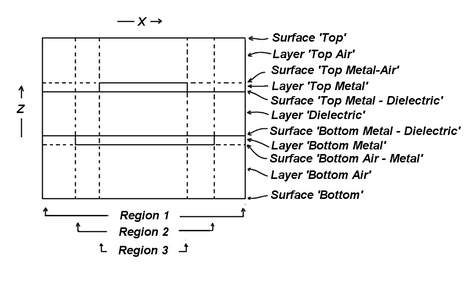 X
Z
Surface 'Top'
Layer 'Top Air'
Surface 'Top Metal-Air'
Layer 'Top Metal'
Surface 'Top Metal - Dielectric'
Layer 'Dielectric'
Surface 'Bottom Metal - Dielectric'
Layer 'Bottom Metal'
Surface 'Bottom Air - Metal'
Layer 'Bottom Air'
Surface 'Bottom'
Region 1
Region 2
Region 3